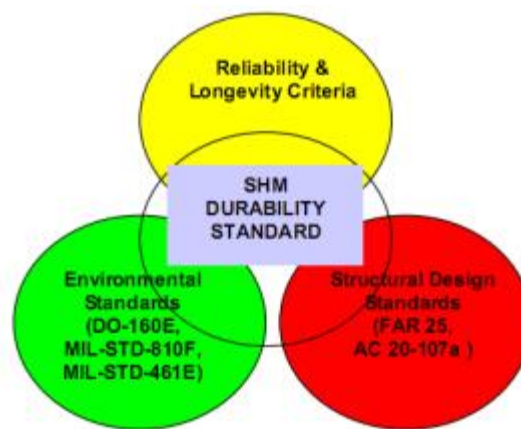 Reliability &
Longevity Criteria
SHM
DURABILITY
STANDARD
Environmental
Standards
(DO-160E,
MIL-STD-810F,
MIL-STD-461E)
Structural Design
Standards
(FAR 25,
AC 20-107a )